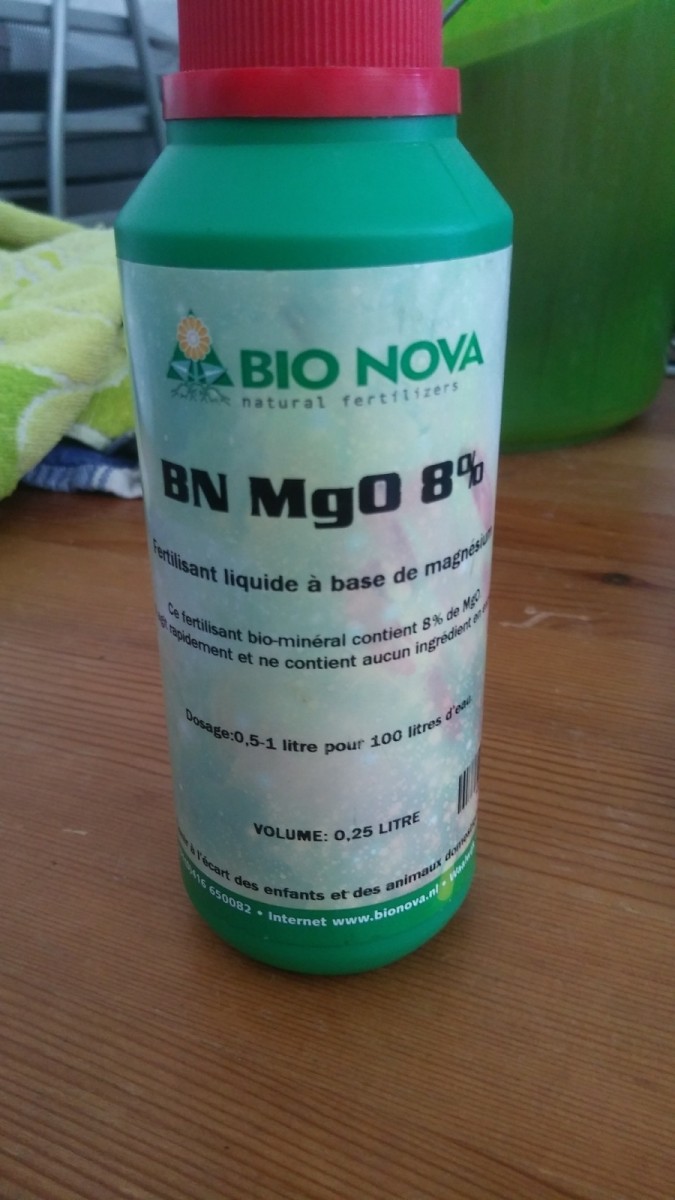 BIO NOVA
natural fertilizers
BN MgO 8%
Fertilisant liquide à base de magnésium
Ce fertilisant bio-minéral contient 8% de MgO.
rapidement et ne contient aucun ingrédient en
Dosage:0,5-1 litre pour 100 litres d'eau
VOLUME: 0,25 LITRE
à l'écart des enfants et des animaux
650082 • Internet www.bionova.nl •